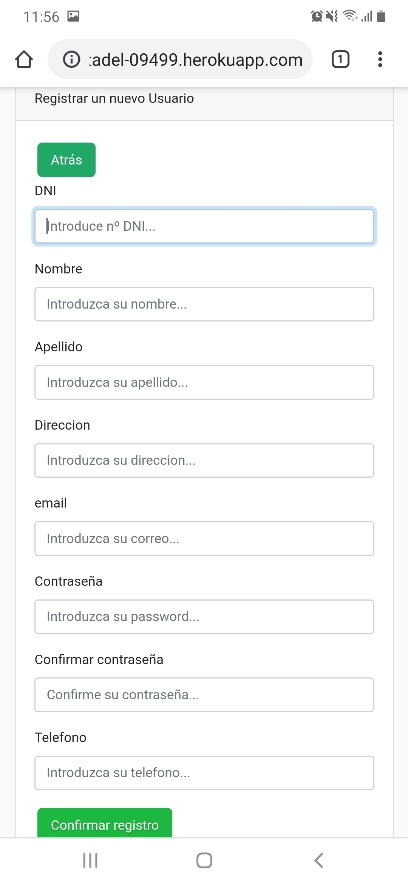 11:56
:adel-09499.herokuapp.com
1
Registrar un nuevo Usuario
Atrás
DNI
Introduce nº DNI...
Nombre
Introduzca su nombre...
Apellido
Introduzca su apellido...
Direccion
Introduzca su direccion...
email
Introduzca su correo...
Contraseña
Introduzca su password...
Confirmar contraseña
Confirme su contraseña...
Telefono
Introduzca su telefono...
Confirmar registro